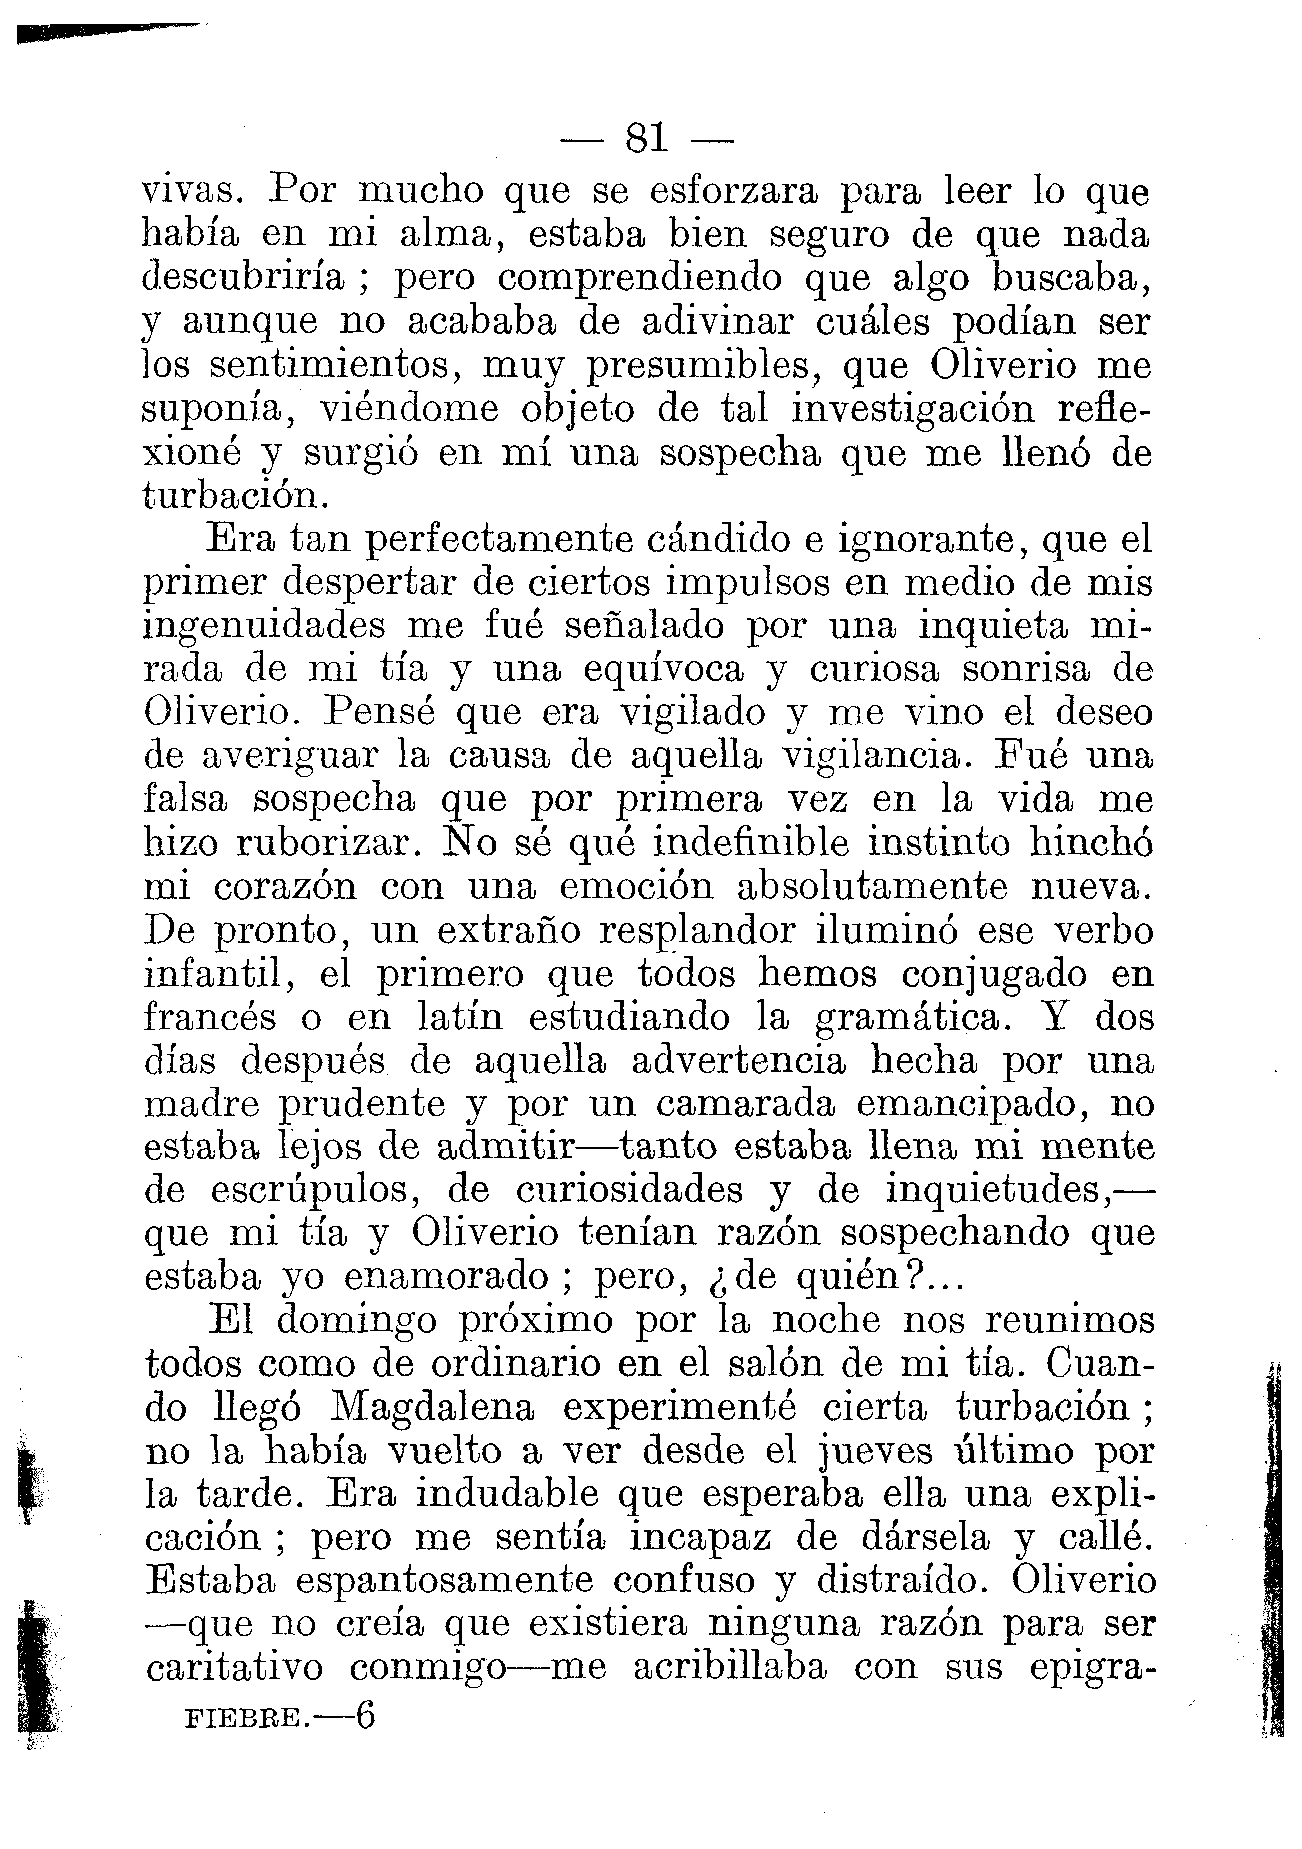 — 81 —
vivas. Por mucho que se esforzara para leer lo que
había en mi alma, estaba bien seguro de que nada
descubriría ; pero comprendiendo que algo buscaba,
y aunque no acababa de adivinar cuáles podían ser
los sentimientos, muy presumibles, que Oliverio me
suponía, viéndome objeto de tal investigación refle-
xioné y surgió en mí una sospecha que me llenó de
turbación.
Era tan perfectamente cándido e ignorante, que el
primer despertar de ciertos impulsos en medio de mis
ingenuidades me fué señalado por una inquieta mi-
rada de mi tía y una equívoca y curiosa sonrisa de
Oliverio. Pensé que era vigilado y me vino el deseo
de averiguar la causa de aquella vigilancia. Fué una
falsa sospecha que por primera vez en la vida me
hizo ruborizar. No sé qué indefinible instinto hinchó
mi corazón con una emoción absolutamente nueva.
De pronto, un extraño resplandor iluminó ese verbo
infantil, el primero que todos hemos conjugado en
francés o en latín estudiando la gramática. Y dos
días después de aquella advertencia hecha por una
madre prudente y por un camarada emancipado, no
estaba lejos de admitir—tanto estaba llena mi mente
de escrúpulos, de curiosidades y de inquietudes,—
que mi tía y Oliverio tenían razón sospechando que
estaba yo enamorado ; pero, ¿de quién?...
El domingo próximo por la noche nos reunimos
todos como de ordinario en el salón de mi tía. Cuan-
do llegó Magdalena experimenté cierta turbación ;
no la había vuelto a ver desde el jueves último por
la tarde. Era indudable que esperaba ella una expli-
cación ; pero me sentía incapaz de dársela y callé.
Estaba espantosamente confuso y distraído. Oliverio
—que no creía que existiera ninguna razón para ser
caritativo conmigo—me acribillaba con sus epigra-
FIEBRE.—6